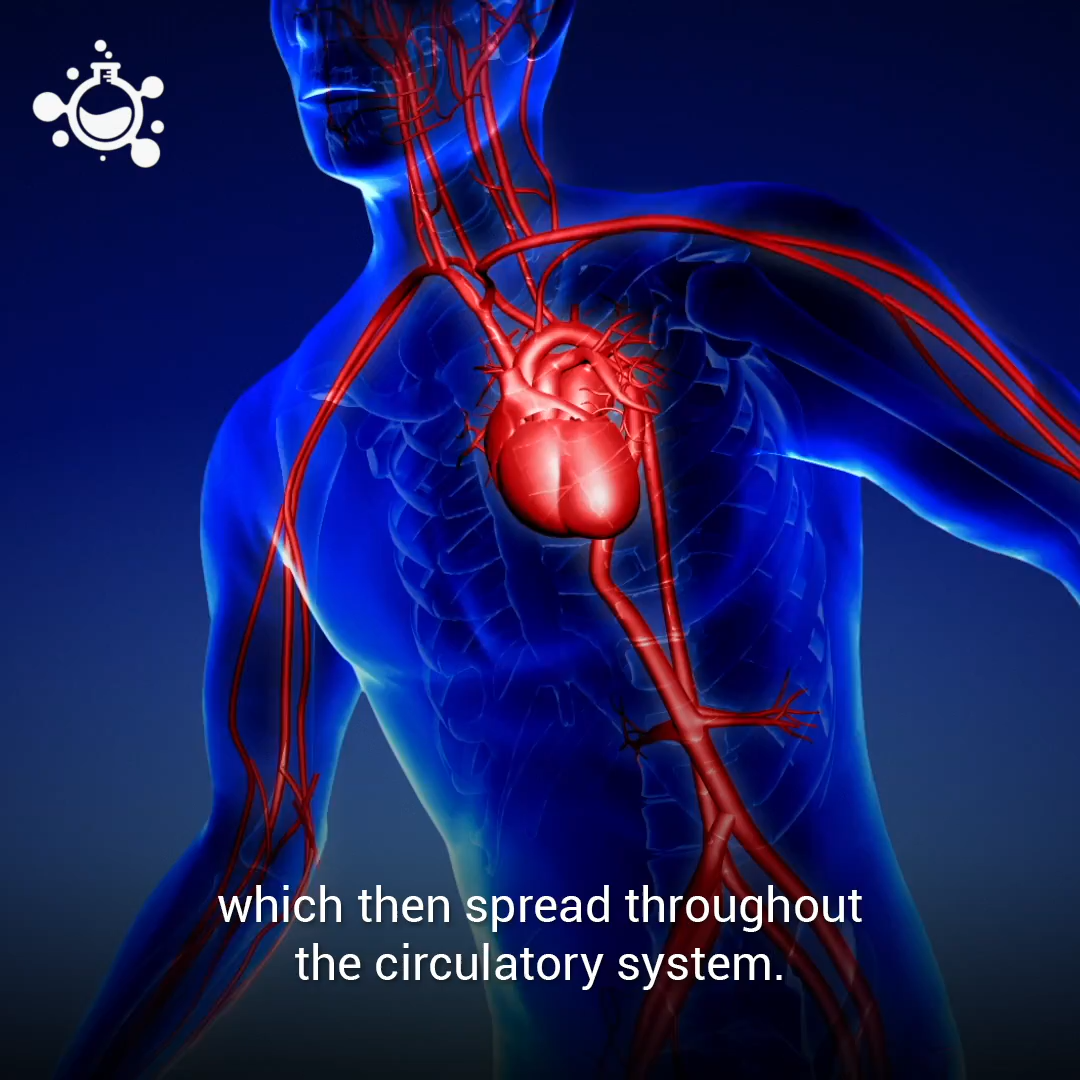 which then spread throughout
the circulatory system.